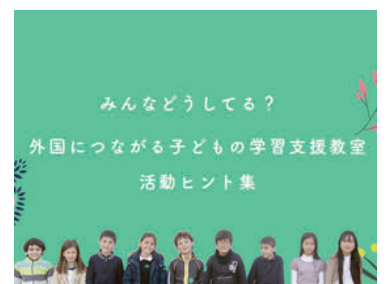 みんなどうしてる？
外国につながる子どもの学習支援教室
活動ヒント集